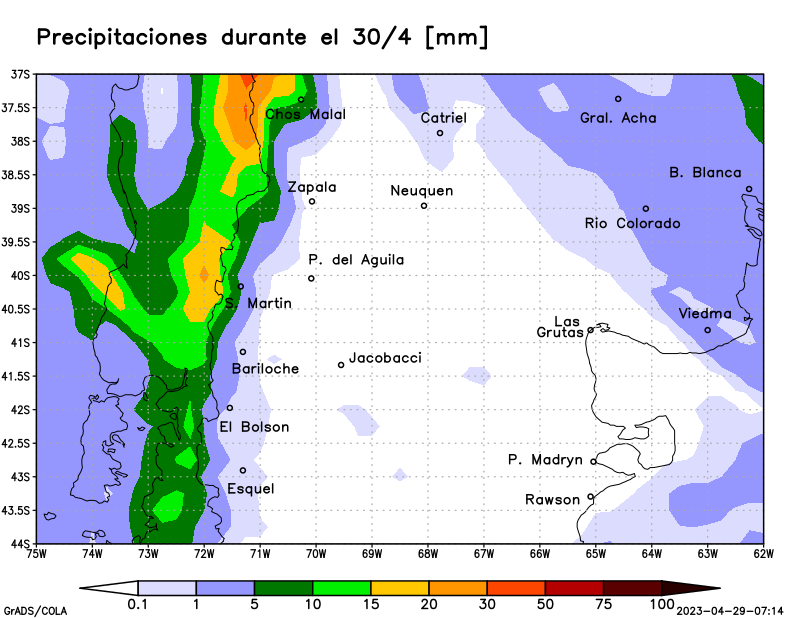 Precipitaciones durante el 30/4 [mm]
37S
37.5S
38S
38.5S
39S
39.5S
40S
40.5S
41S
41.5S
42S
42.5S
43S
43.5S
44S
Chos Malal
Catriel
Gral. Acha
B. Blanca
Zapala
Neuquen
Rio Colorado
P. del Aguila
S. Martin
Viedma
Las
Grutas
Jacobacci
Bariloche
El Bolson
P. Madryn
Esquel
Rawson
75W 74W 73W 72W 71W 70W 69W 68W 67W 66W 65W 64W 63W 62W
0.1 1 5 10 15 20 30 50 75 100
GrADS/COLA
2023-04-29-07:14